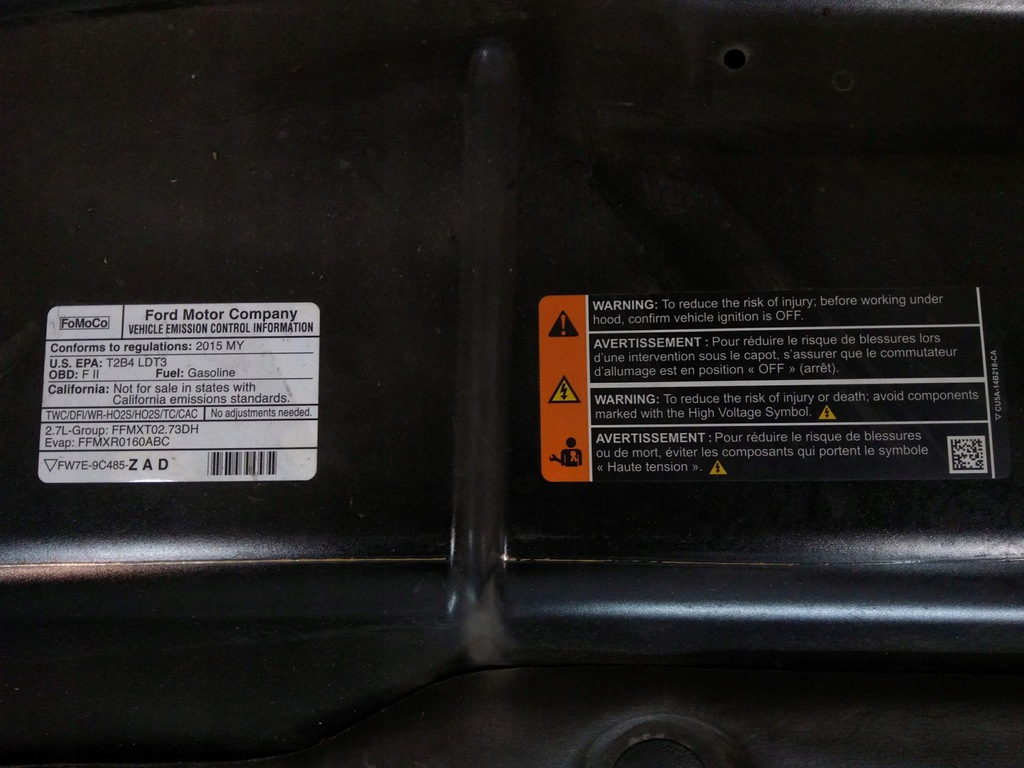 FoMoCo
Ford Motor Company
VEHICLE EMISSION CONTROL INFORMATION
Conforms to regulations: 2015 MY
U.S. EPA: T2B4 LDT3
OBD: F II Fuel: Gasoline
California: Not for sale in states with
California emissions standards.
TWC/DFI/WR-HO2S/HO2S/TC/CAC No adjustments needed.
2.7L-Group: FFMXT02.73DH
Evap: FFMXR0160ABC
FW7E-9C485-Z A D
WARNING: To reduce the risk of injury; before working under
hood, confirm vehicle ignition is OFF.
AVERTISSEMENT : Pour réduire le risque de blessures lors
d'une intervention sous le capot, s'assurer que le commutateur
d'allumage est en position « OFF » (arrêt).
WARNING: To reduce the risk of injury or death; avoid components
marked with the High Voltage Symbol.
AVERTISSEMENT : Pour réduire le risque de blessures
ou de mort, éviter les composants qui portent le symbole
« Haute tension ».
CU5A-14B218-CA